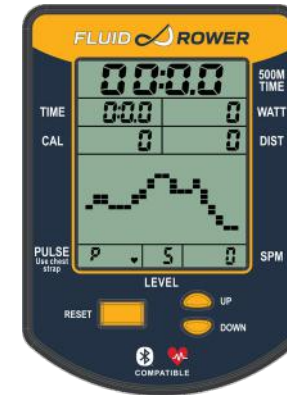 FLUID ROWER
00:0.0
500M
TIME
TIME 0:0.0 0 WATT
CAL 0 0 DIST
PULSE
Use chest
strap
P 5 0 SPM
LEVEL
RESET
UP
DOWN
COMPATIBLE